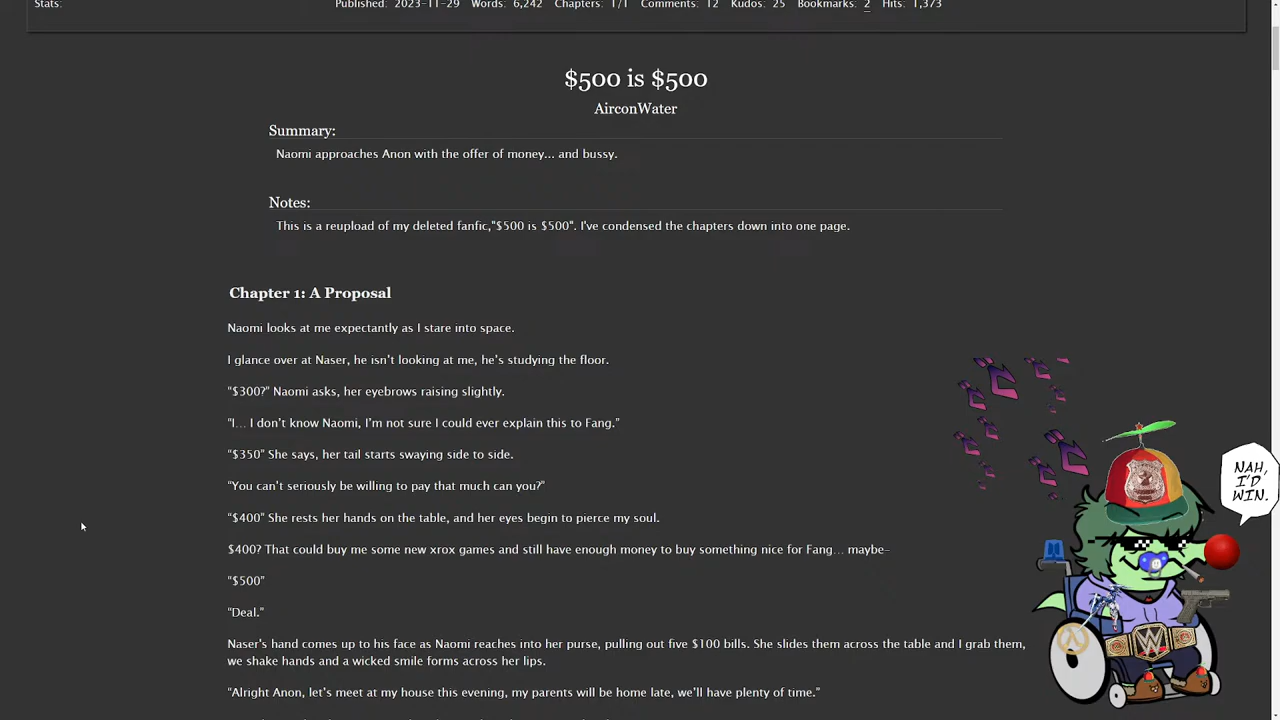 Stats: Published: 2023-11-29 Words: 6,242 Chapters: 1/1 Comments: 12 Kudos: 25 Bookmarks: 2 Hits: 1,373
$500 is $500
AirconWater
Summary:
Naomi approaches Anon with the offer of money... and bussy.
Notes:
This is a reupload of my deleted fanfic,"$500 is $500". I've condensed the chapters down into one page.
Chapter 1: A Proposal
Naomi looks at me expectantly as I stare into space.
I glance over at Naser, he isn't looking at me, he's studying the floor.
"$300?" Naomi asks, her eyebrows raising slightly.
"I… I don't know Naomi, I'm not sure I could ever explain this to Fang."
"$350" She says, her tail starts swaying side to side.
"You can't seriously be willing to pay that much can you?"
"$400" She rests her hands on the table, and her eyes begin to pierce my soul.
$400? That could buy me some new xrox games and still have enough money to buy something nice for Fang… maybe-
"$500"
"Deal."
Naser's hand comes up to his face as Naomi reaches into her purse, pulling out five $100 bills. She slides them across the table and I grab them,
we shake hands and a wicked smile forms across her lips.
"Alright Anon, let's meet at my house this evening, my parents will be home late, we'll have plenty of time."
NAH,
I'D
WIN.